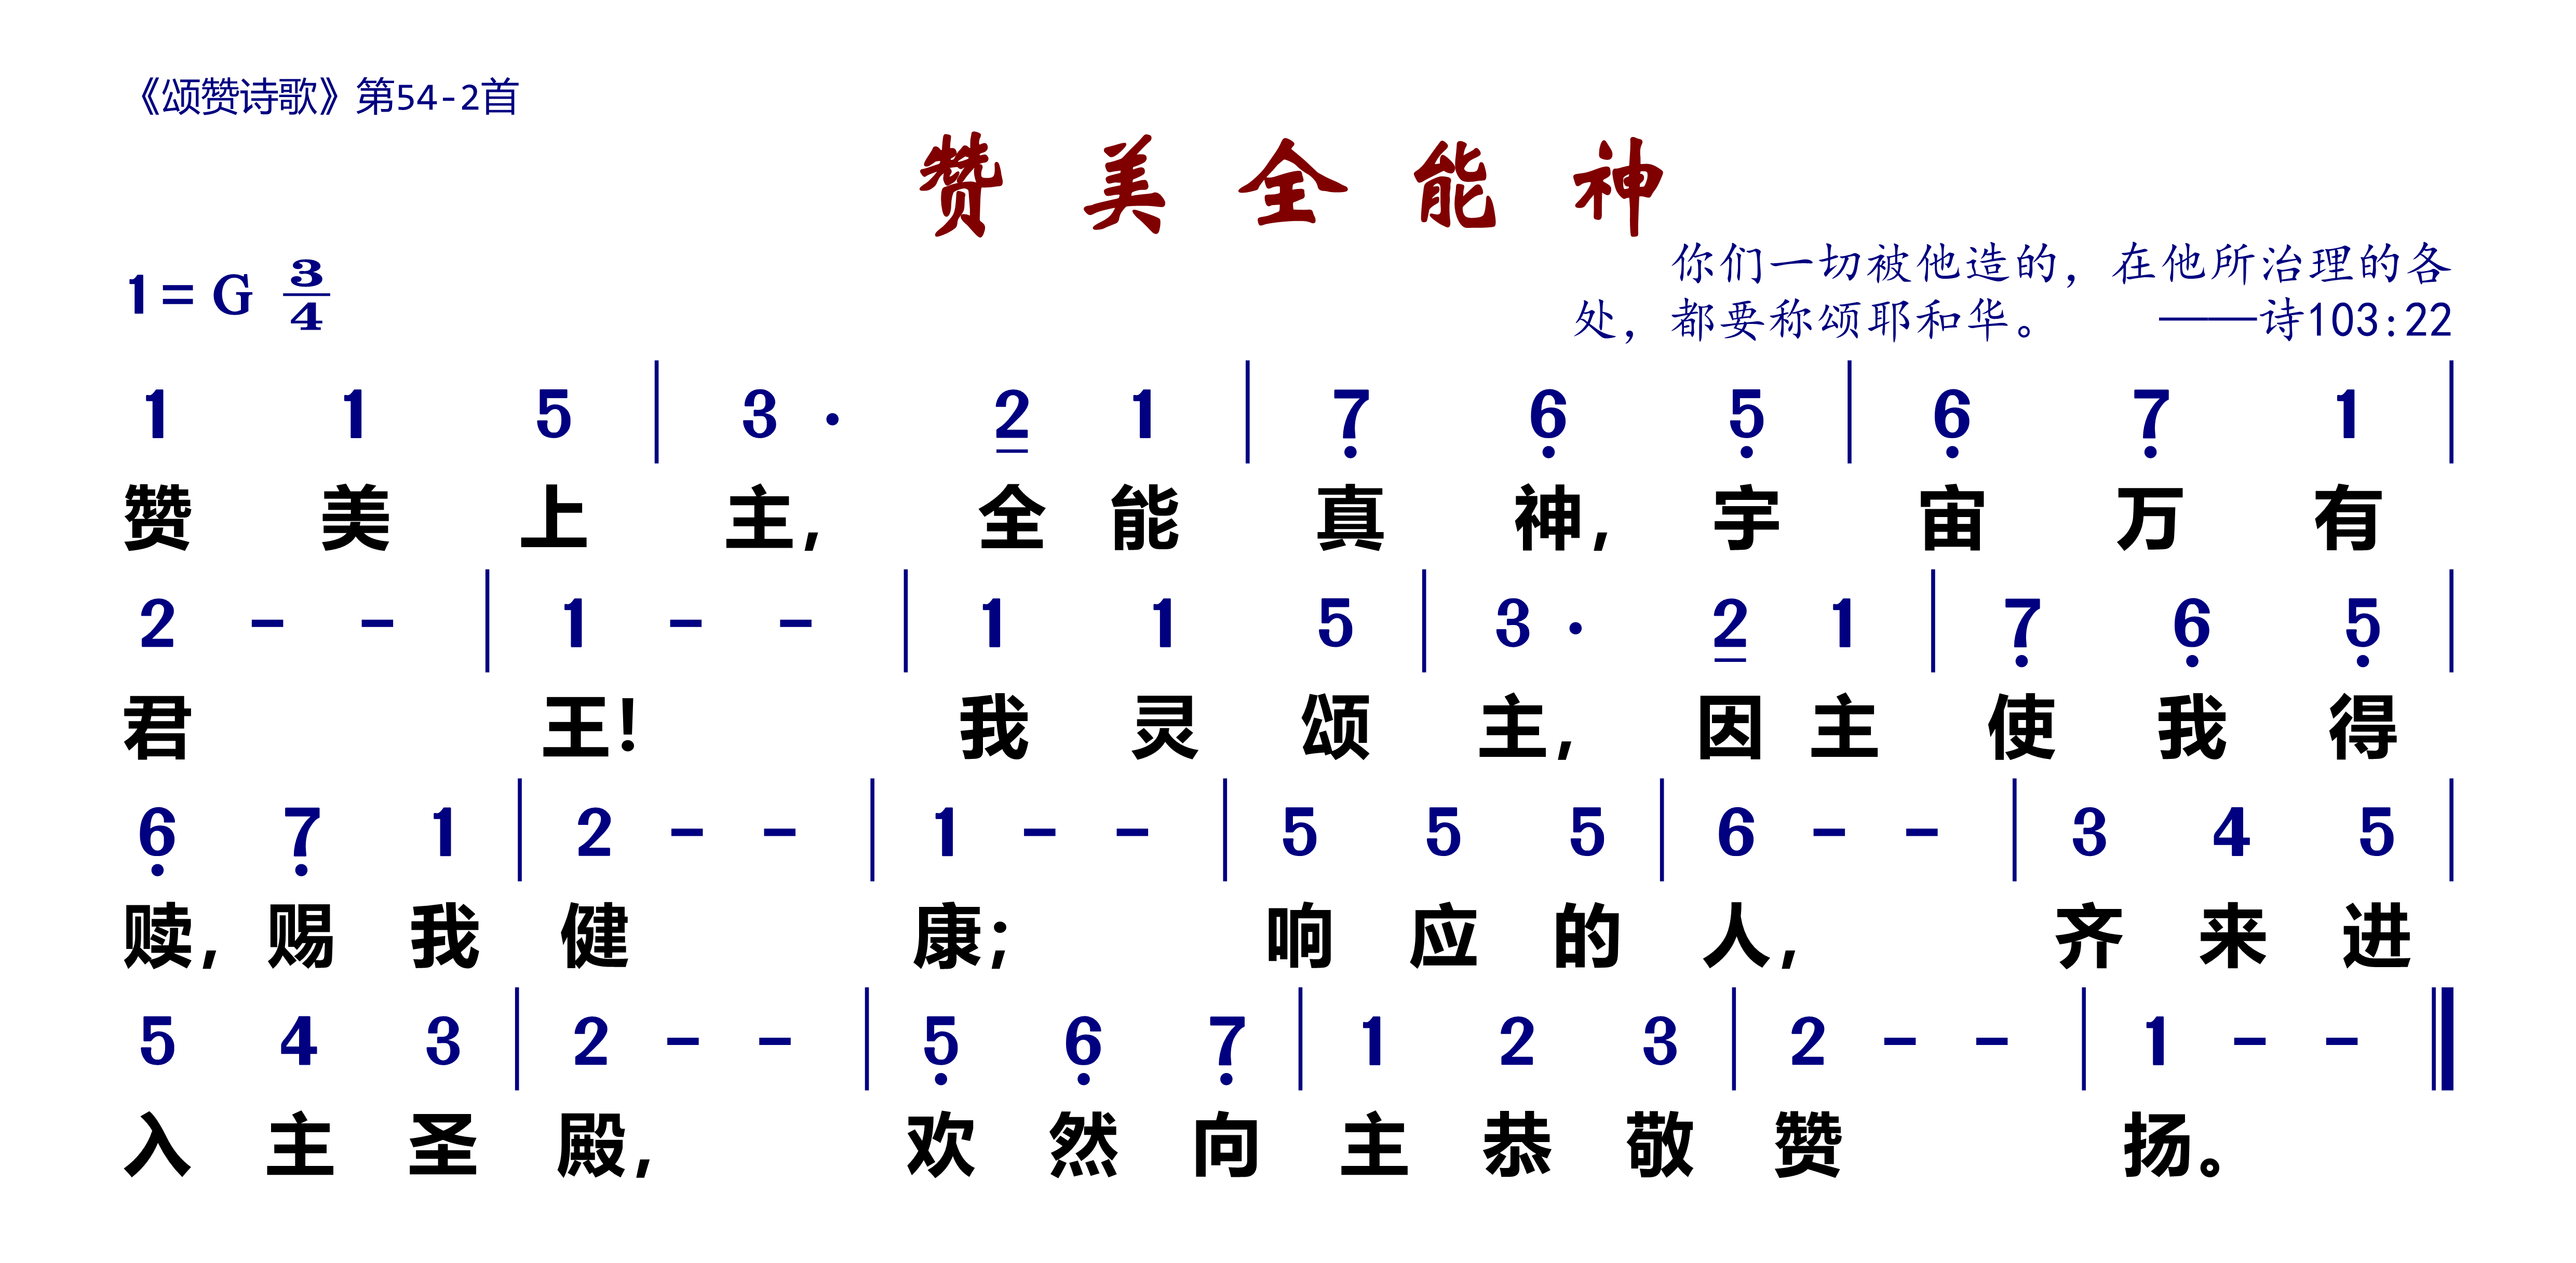 《颂赞诗歌》第54-2首
赞美全能神
你们一切被他造的，在他所治理的各
处，都要称颂耶和华。 ——诗103:22
1=G 3/4
1 1 5 | 3 · 2 1 | 7 6 5 | 6 7 1 |
赞 美 上 主， 全 能 真 神， 宇 宙 万 有
2 - - | 1 - - | 1 1 5 | 3 · 2 1 | 7 6 5 |
君 王！ 我 灵 颂 主， 因 主 使 我 得
6 7 1 | 2 - - | 1 - - | 5 5 5 | 6 - - | 3 4 5 |
赎， 赐 我 健 康； 响 应 的 人， 齐 来 进
5 4 3 | 2 - - | 5 6 7 | 1 2 3 | 2 - - | 1 - - ‖
入 主 圣 殿， 欢 然 向 主 恭 敬 赞 扬。